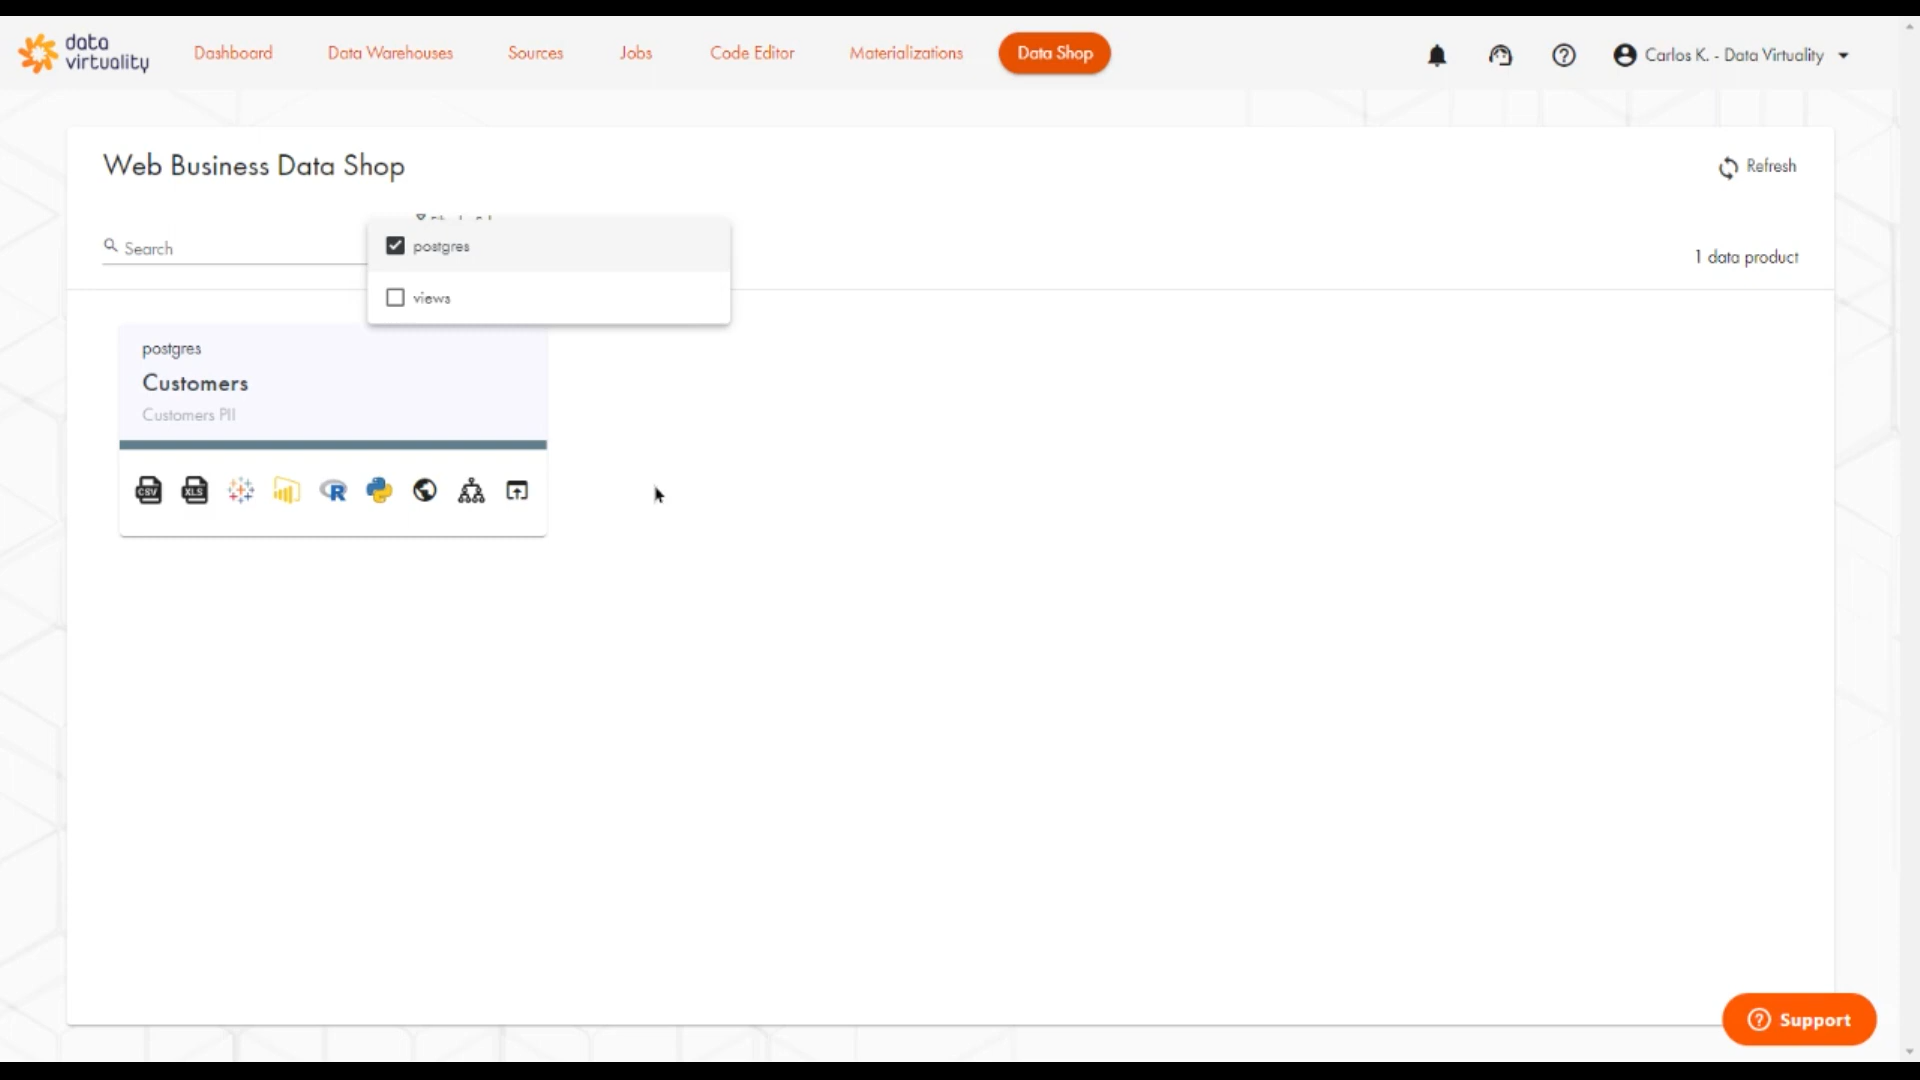 data
virtuality
Dashboard
Data Warehouses
Sources
Jobs
Code Editor
Materializations
Data Shop
Carlos K. - Data Virtuality
Web Business Data Shop
Refresh
Search
postgres
views
1 data product
postgres
Customers
Customers PII
CSV
XLS
R
Support